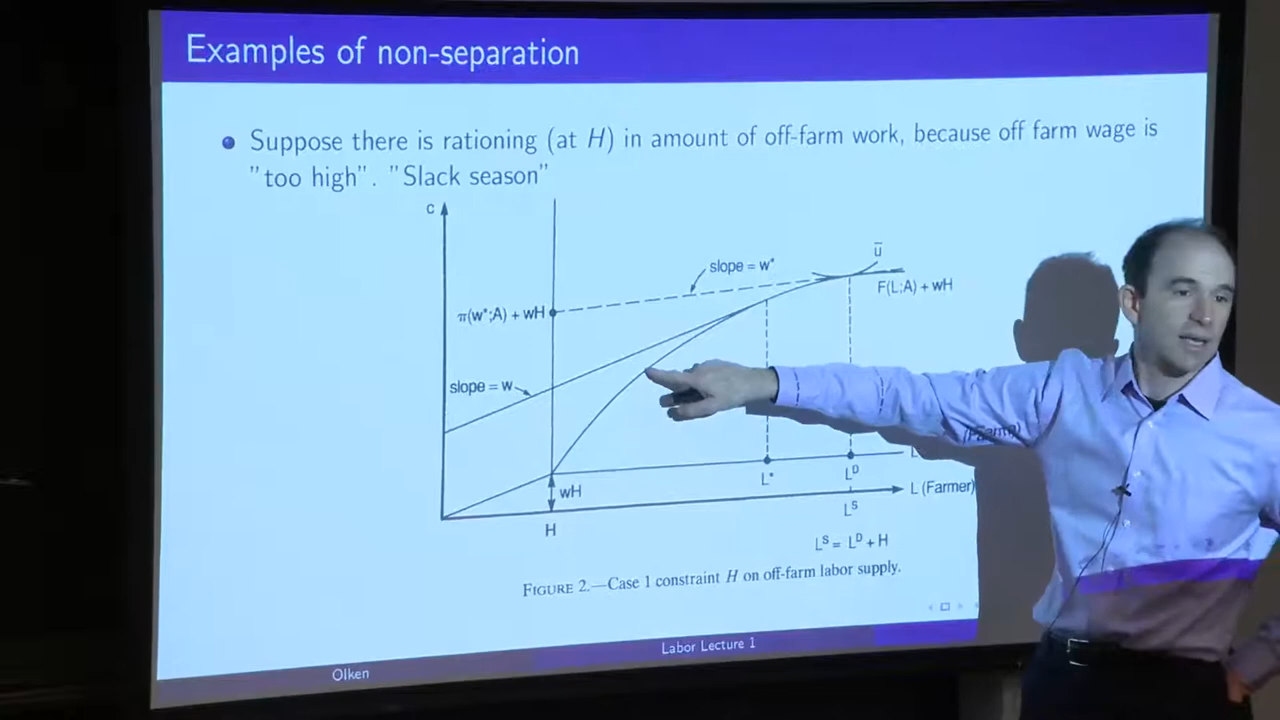 Examples of non-separation
Suppose there is rationing (at H) in amount of off-farm work, because off farm wage is
"too high". "Slack season"
c
slope = w*
ū
F(L;A) + wH
π(w*;A) + wH
slope = w
(Farm)
L
L*
L^D
wH
L (Farmer)
H
L^S
L^S = L^D + H
FIGURE 2.—Case 1 constraint H on off-farm labor supply.
Olken
Labor Lecture 1